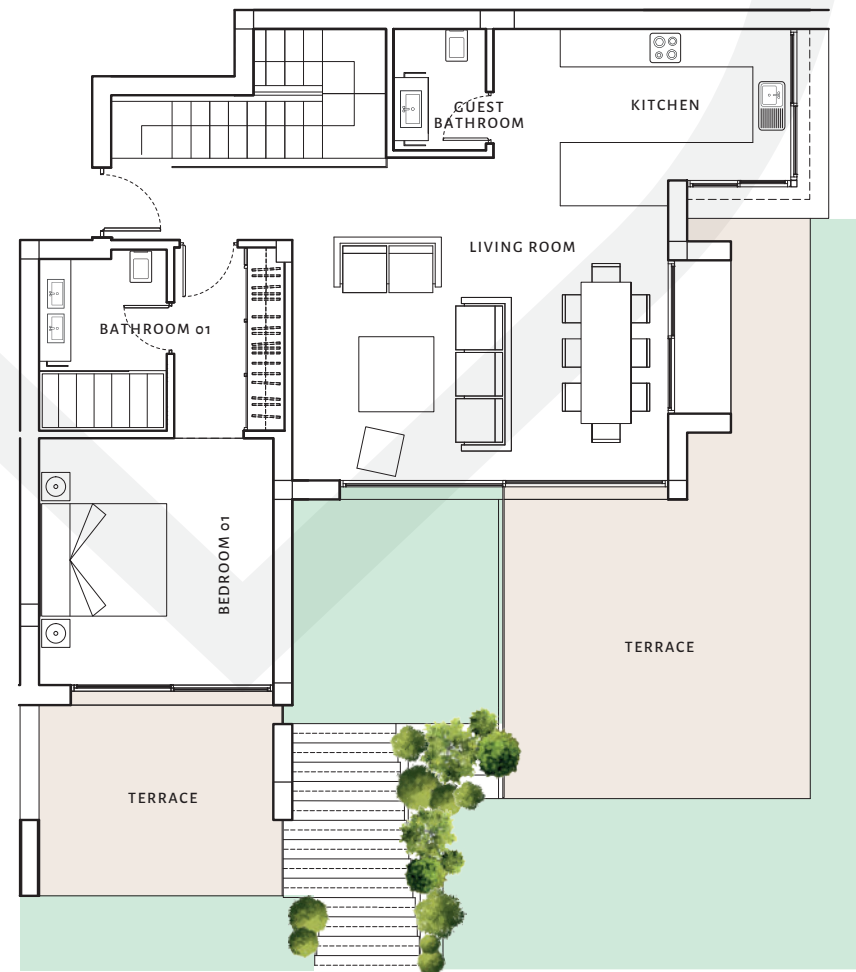 GUEST
BATHROOM
KITCHEN
LIVING ROOM
BATHROOM 01
BEDROOM 01
TERRACE
TERRACE